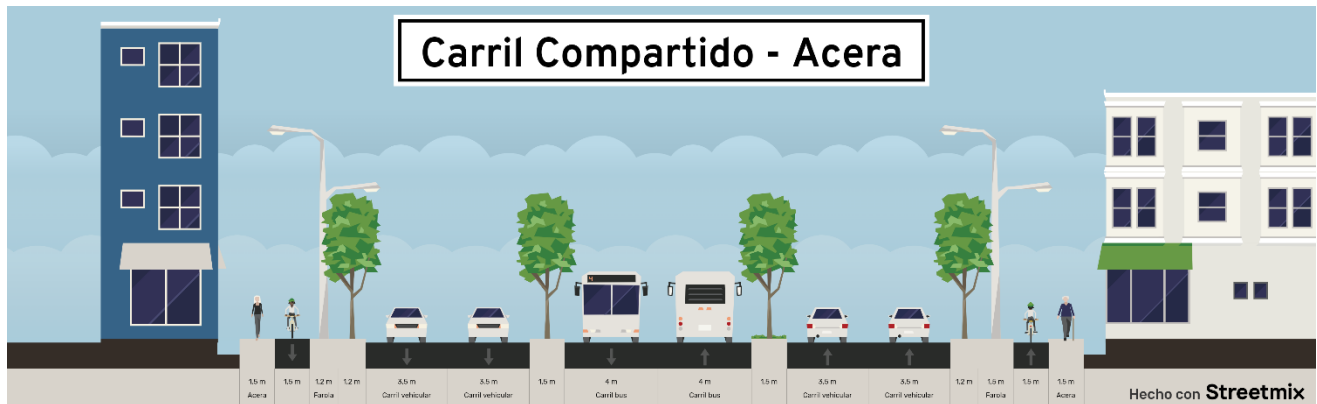 Carril Compartido - Acera
4
1.5 m 1.5 m 1.2 m 1.2 m 3.5 m 3.5 m 1.5 m 4 m 4 m 1.5 m 3.5 m 3.5 m 1.2 m 1.5 m 1.5 m 1.5 m
Acera Farola Carril vehicular Carril vehicular Carril bus Carril bus Carril vehicular Carril vehicular Farola Acera
Hecho con Streetmix